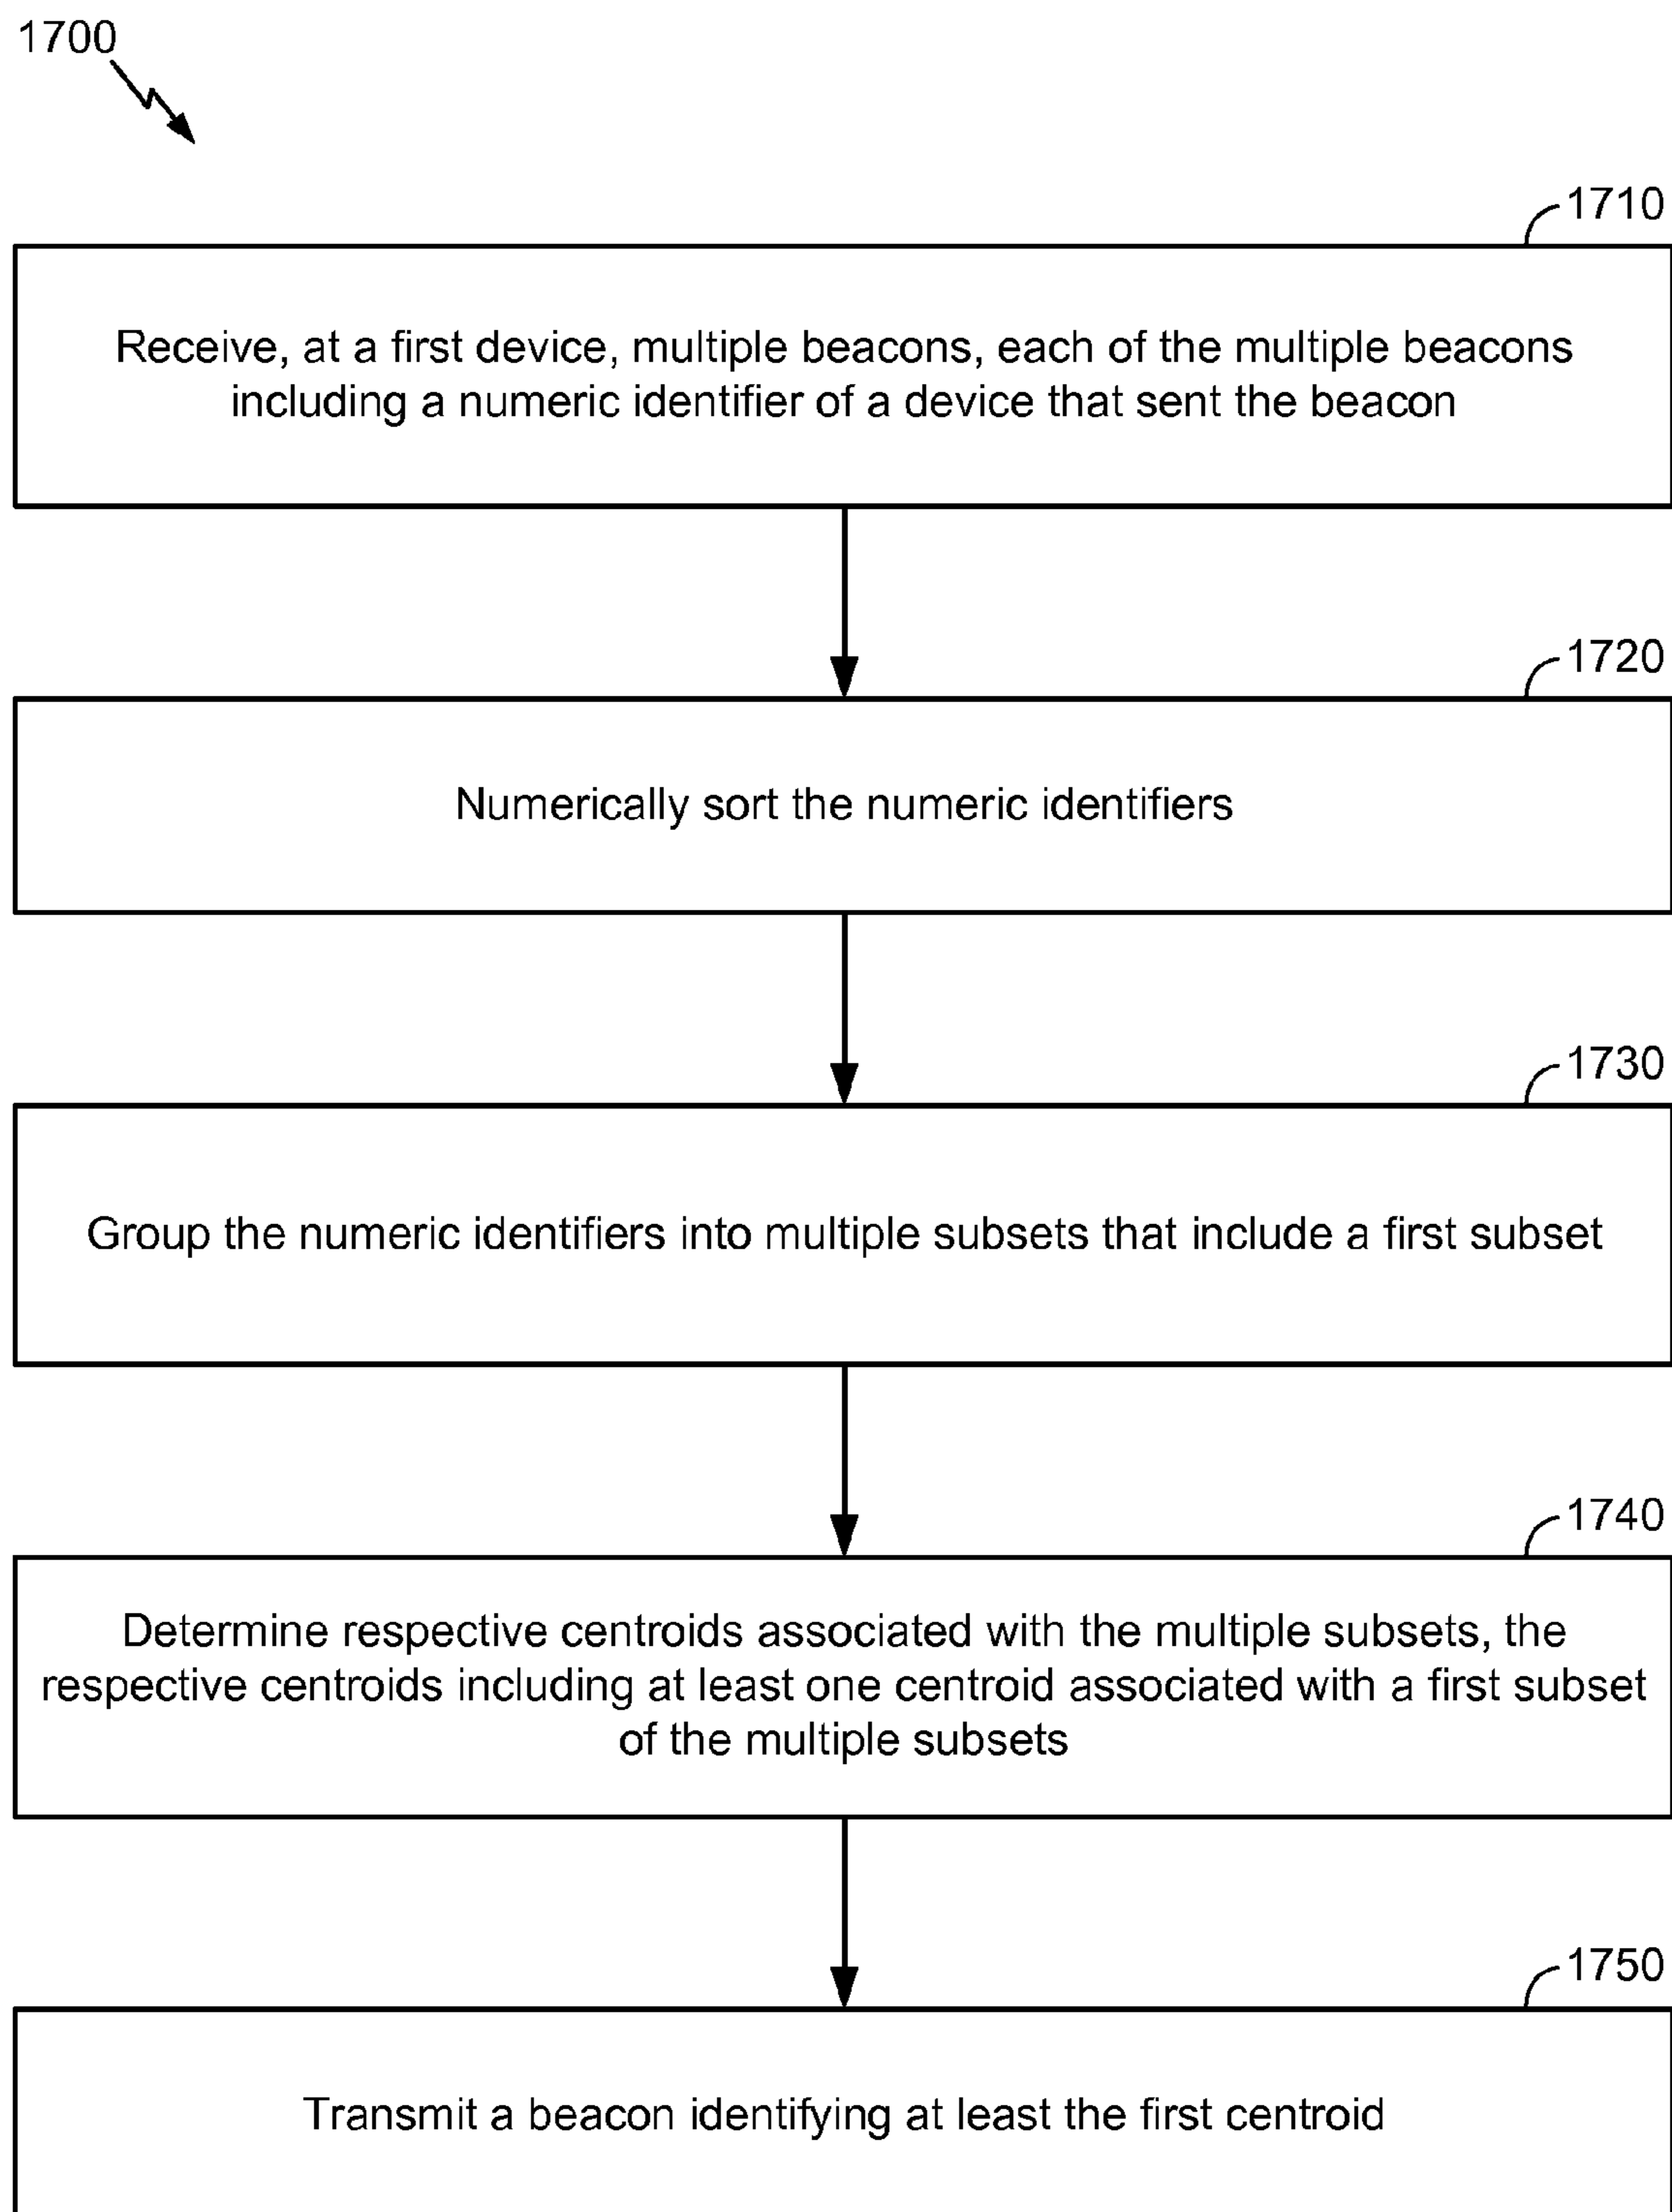 1700
1710
Receive, at a first device, multiple beacons, each of the multiple beacons
including a numeric identifier of a device that sent the beacon
1720
Numerically sort the numeric identifiers
1730
Group the numeric identifiers into multiple subsets that include a first subset
1740
Determine respective centroids associated with the multiple subsets, the
respective centroids including at least one centroid associated with a first subset
of the multiple subsets
1750
Transmit a beacon identifying at least the first centroid